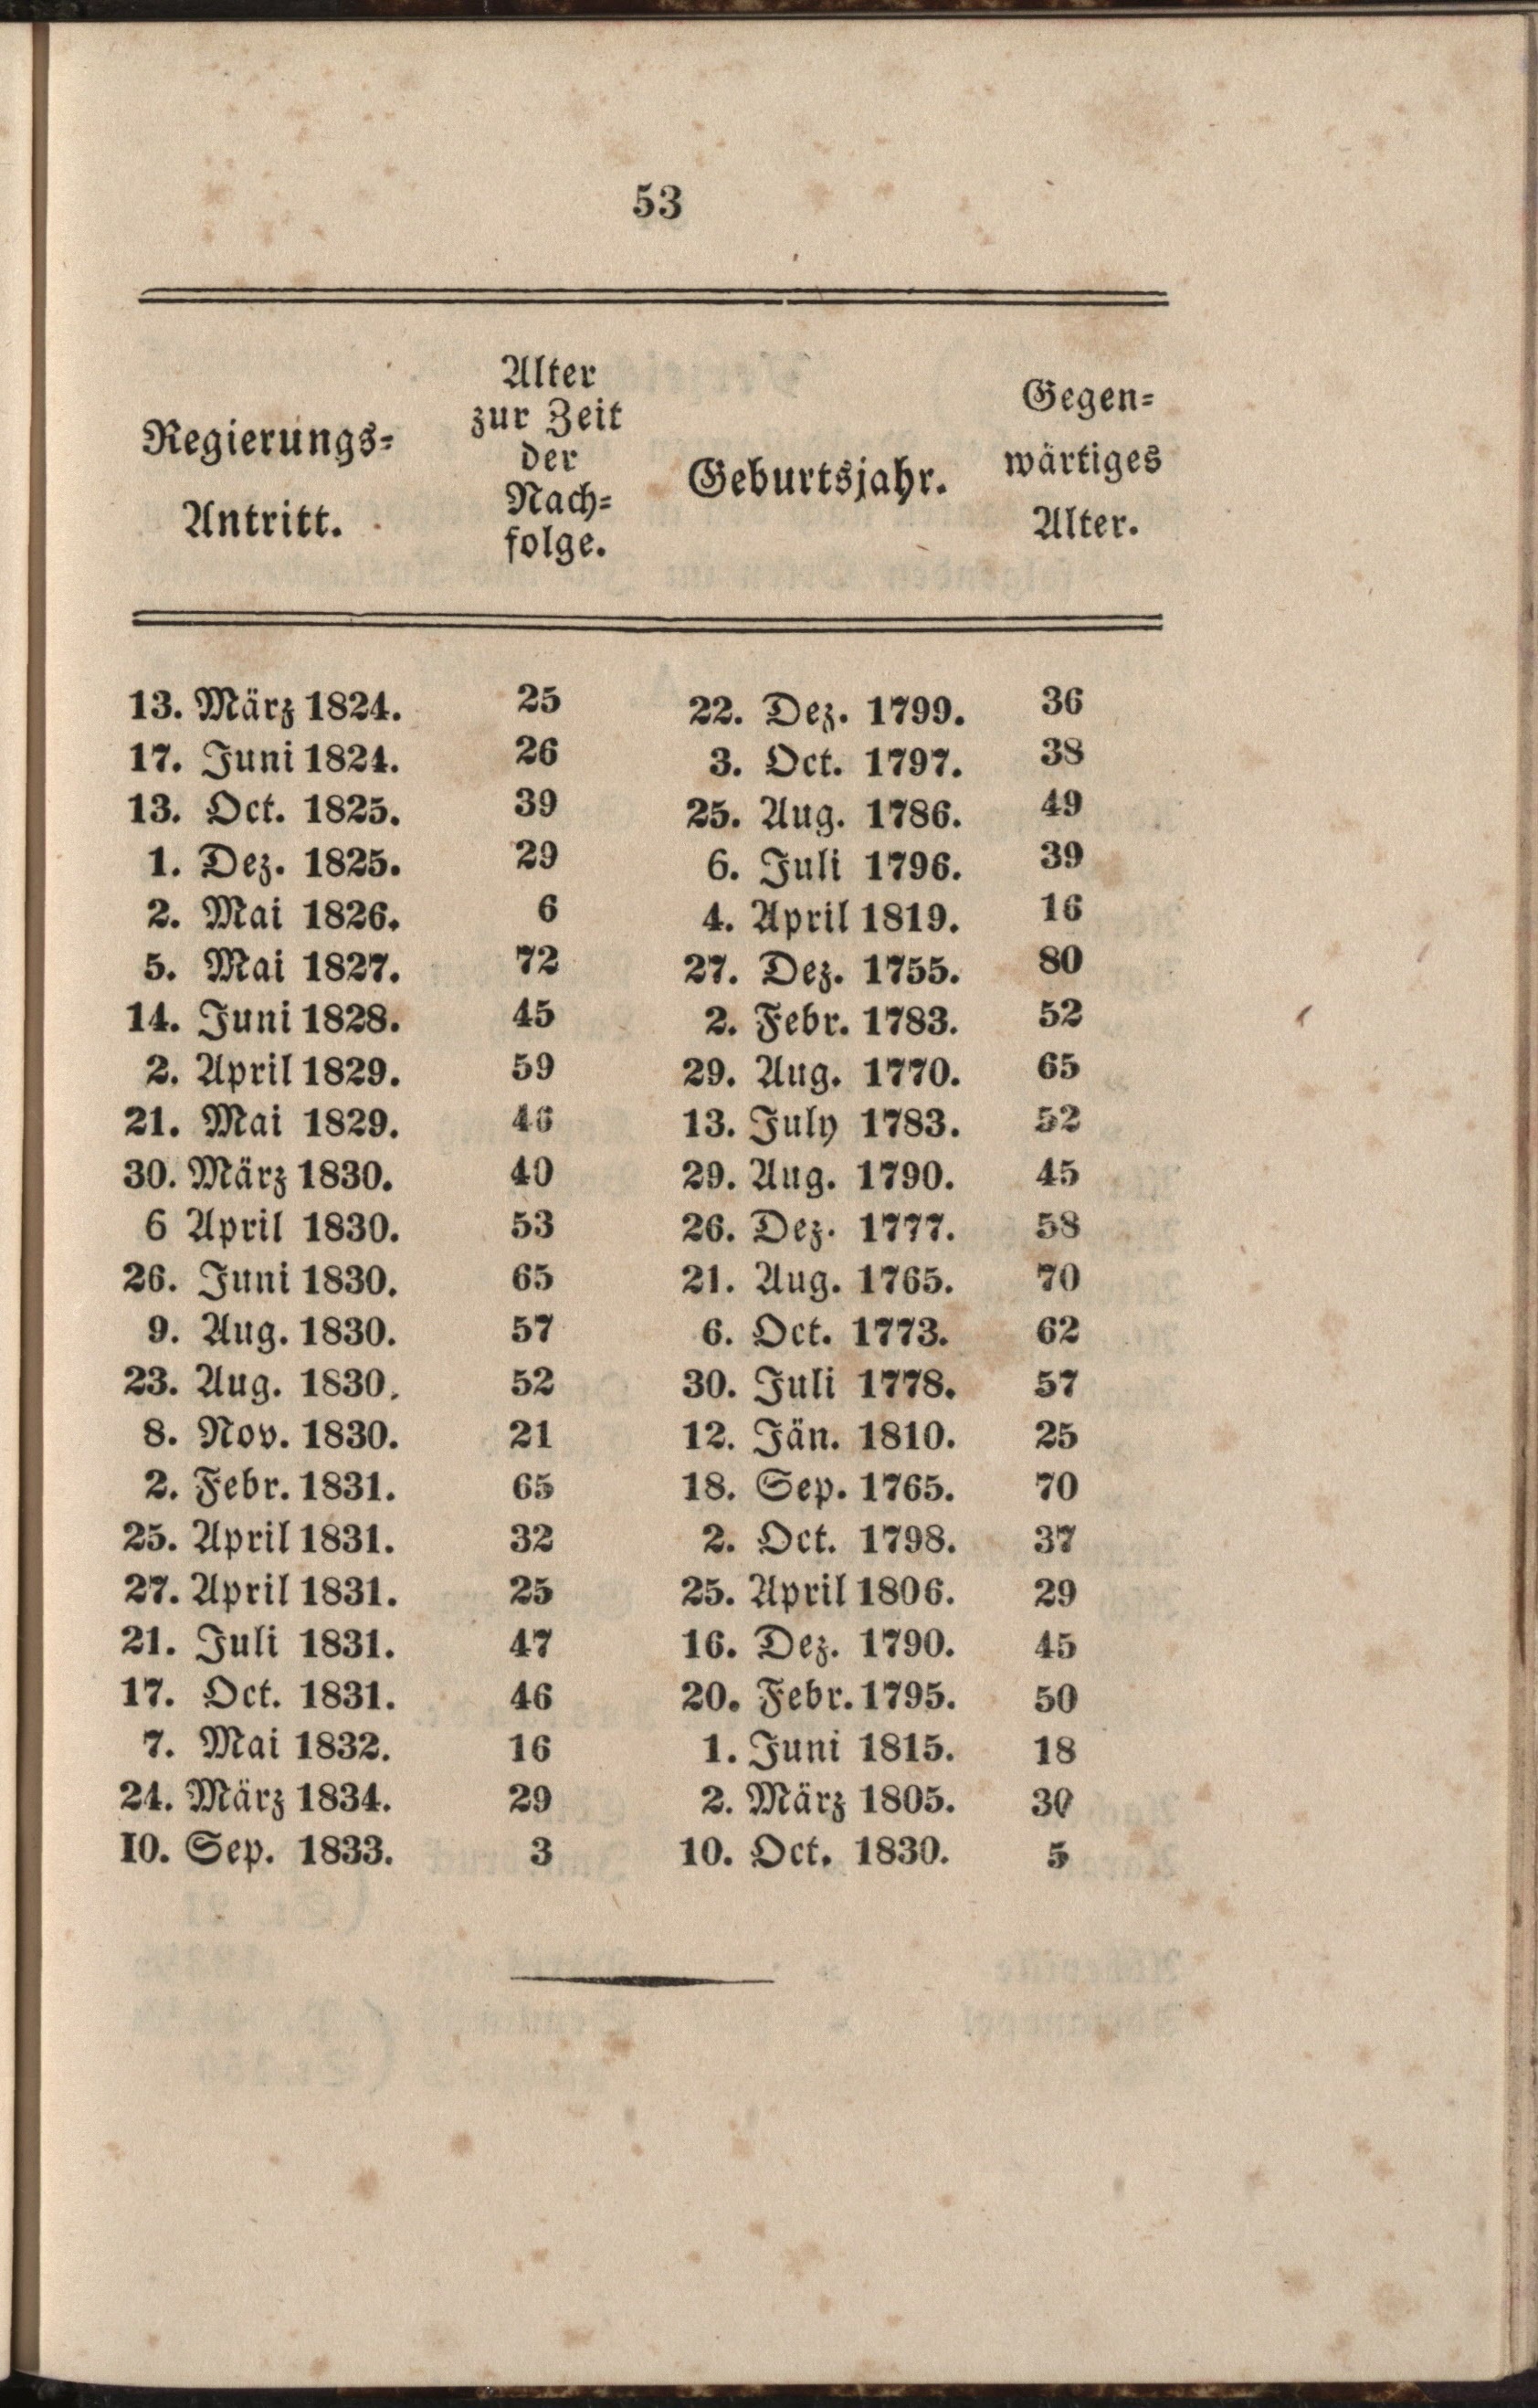 53
Regierungs-
Antritt.
Alter
zur Zeit
der
Nach-
folge.
Geburtsjahr.
Gegen-
wärtiges
Alter.
13. März 1824. 25 22. Dez. 1799. 36
17. Juni 1824. 26 3. Oct. 1797. 38
13. Oct. 1825. 39 25. Aug. 1786. 49
1. Dez. 1825. 29 6. Juli 1796. 39
2. Mai 1826. 6 4. April 1819. 16
5. Mai 1827. 72 27. Dez. 1755. 80
14. Juni 1828. 45 2. Febr. 1783. 52
2. April 1829. 59 29. Aug. 1770. 65
21. Mai 1829. 46 13. July 1783. 52
30. März 1830. 40 29. Aug. 1790. 45
6 April 1830. 53 26. Dez. 1777. 58
26. Juni 1830. 65 21. Aug. 1765. 70
9. Aug. 1830. 57 6. Oct. 1773. 62
23. Aug. 1830. 52 30. Juli 1778. 57
8. Nov. 1830. 21 12. Jän. 1810. 25
2. Febr. 1831. 65 18. Sep. 1765. 70
25. April 1831. 32 2. Oct. 1798. 37
27. April 1831. 25 25. April 1806. 29
21. Juli 1831. 47 16. Dez. 1790. 45
17. Oct. 1831. 46 20. Febr. 1795. 50
7. Mai 1832. 16 1. Juni 1815. 18
24. März 1834. 29 2. März 1805. 30
10. Sep. 1833. 3 10. Oct. 1830. 5